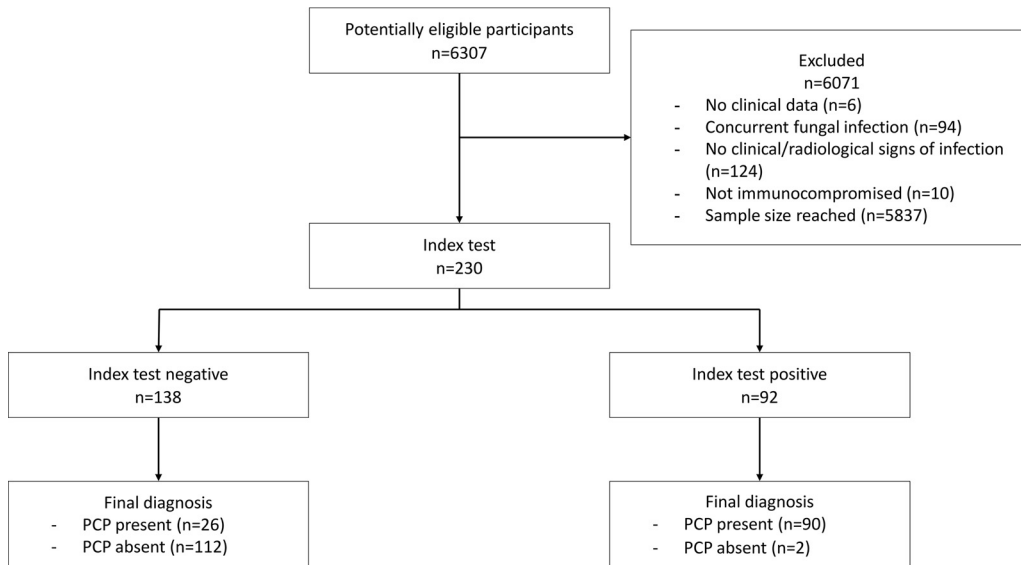 Potentially eligible participants
n=6307
Excluded
n=6071
- No clinical data (n=6)
- Concurrent fungal infection (n=94)
- No clinical/radiological signs of infection
(n=124)
- Not immunocompromised (n=10)
- Sample size reached (n=5837)
Index test
n=230
Index test negative
n=138
Index test positive
n=92
Final diagnosis
- PCP present (n=26)
- PCP absent (n=112)
Final diagnosis
- PCP present (n=90)
- PCP absent (n=2)